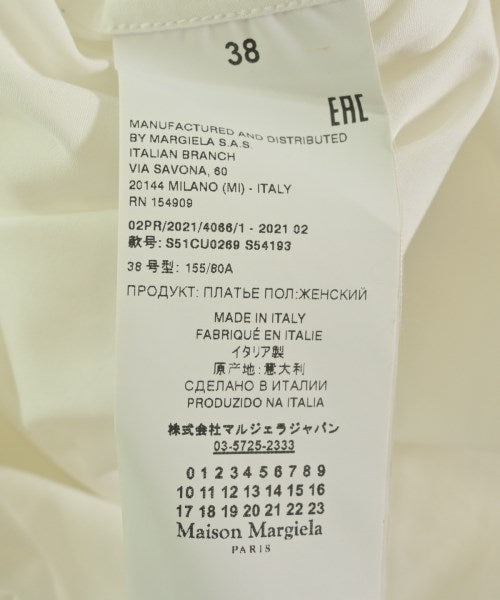 38
EAC
MANUFACTURED AND DISTRIBUTED
BY MARGIELA S.A.S.
ITALIAN BRANCH
VIA SAVONA, 60
20144 MILANO (MI) - ITALY
RN 154909
02PR/2021/4066/1 - 2021 02
款号: S51CU0269 S54193
38 号型: 155/80A
ПРОДУКТ: ПЛАТЬЕ ПОЛ:ЖЕНСКИЙ
MADE IN ITALY
FABRIQUÉ EN ITALIE
イタリア製
原产地:意大利
СДЕЛАНО В ИТАЛИИ
PRODUZIDO NA ITALIA
株式会社マルジェラジャパン
03-5725-2333
0 1 2 3 4 5 6 7 8 9
10 11 12 13 14 15 16
17 18 19 20 21 22 23
Maison Margiela
PARIS